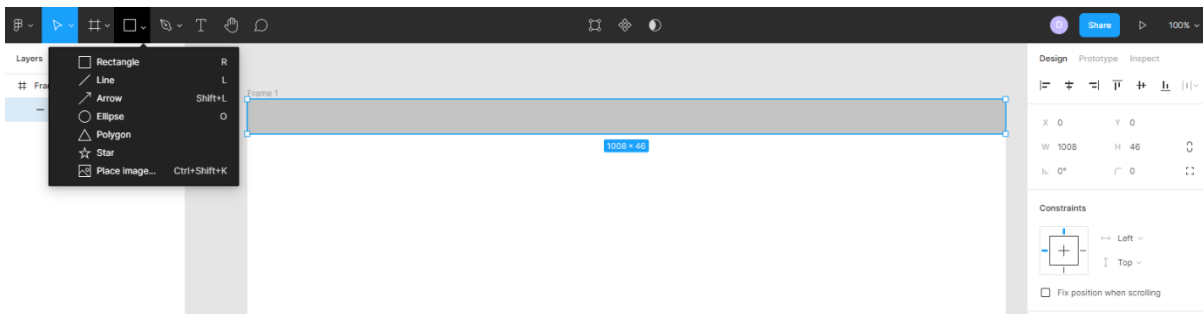 D
Share
100%
Layers
Design Prototype Inspect
Rectangle R
Line L
Arrow Shift+L
Ellipse O
Polygon
Star
Place image... Ctrl+Shift+K
Fra
Frame 1
1008 × 46
X 0 Y 0
W 1008 H 46
0° 0
Constraints
Left
Top
Fix position when scrolling